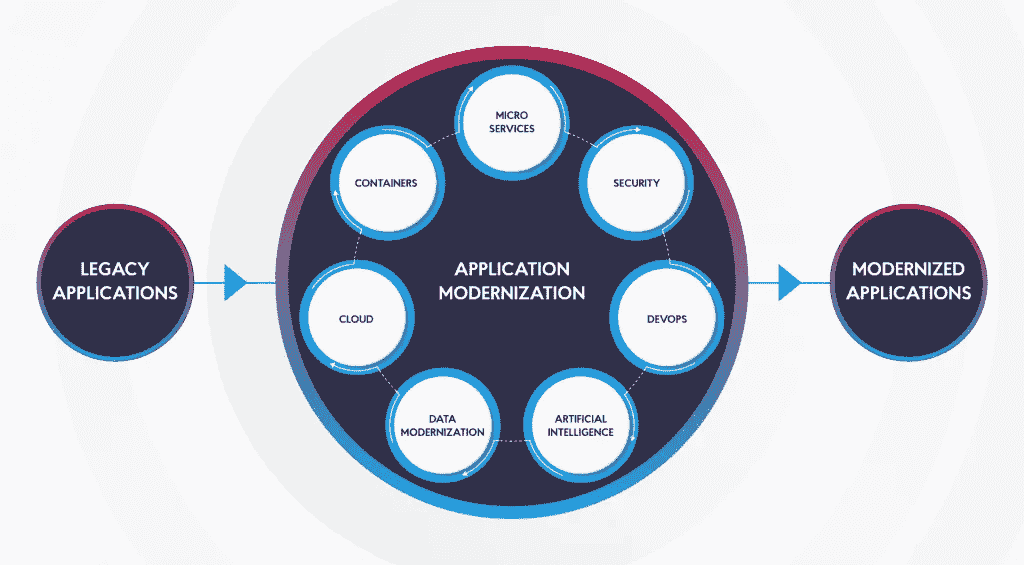 LEGACY
APPLICATIONS
APPLICATION
MODERNIZATION
MICRO
SERVICES
SECURITY
DEVOPS
ARTIFICIAL
INTELLIGENCE
DATA
MODERNIZATION
CLOUD
CONTAINERS
MODERNIZED
APPLICATIONS